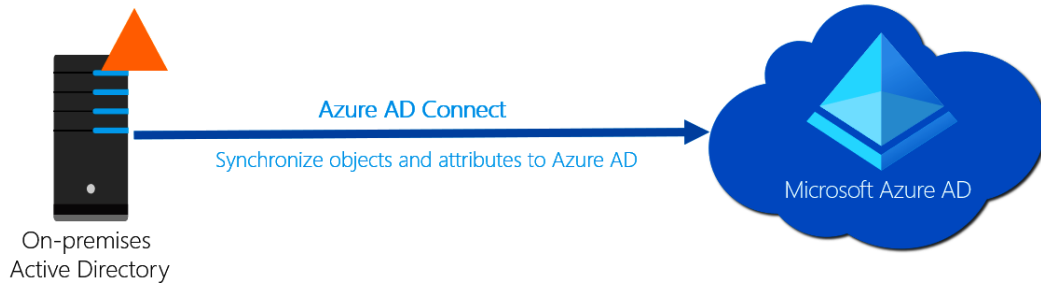 Azure AD Connect
Synchronize objects and attributes to Azure AD
Microsoft Azure AD
On-premises
Active Directory